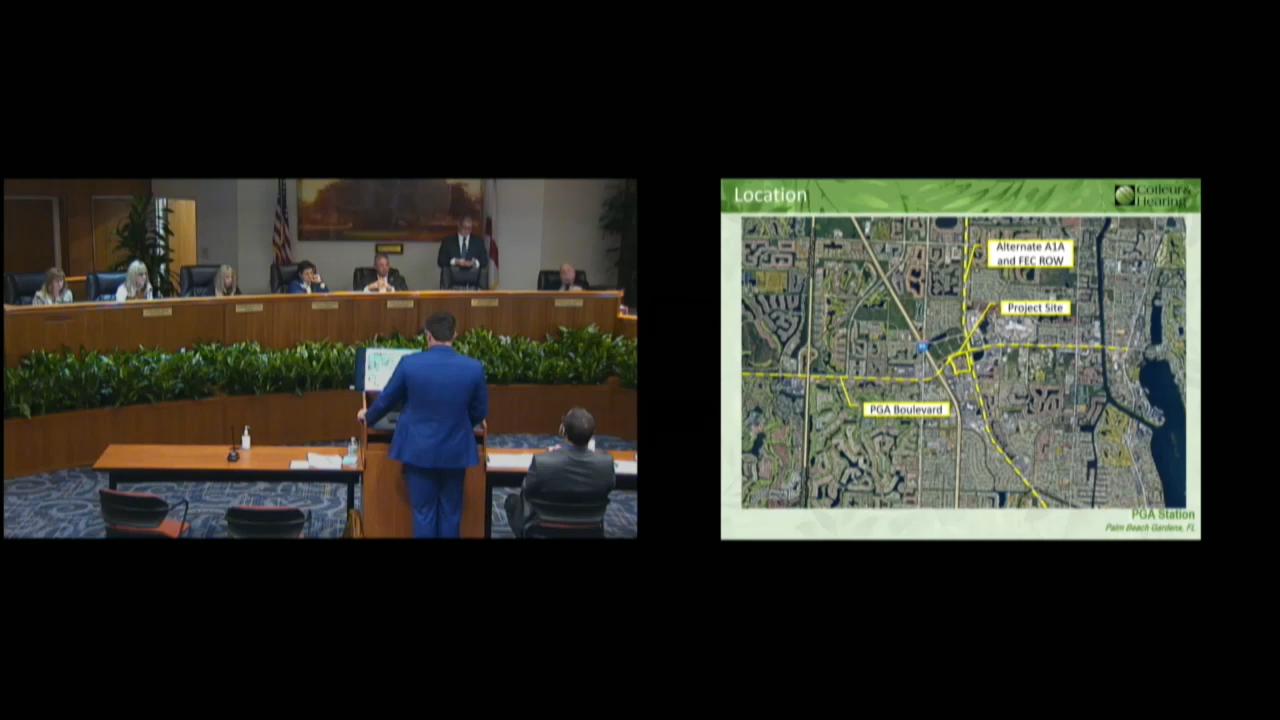 Location
Cotleur &
Hearing
Alternate A1A
and FEC ROW
Project Site
PGA Boulevard
PGA Station
Palm Beach Gardens, FL